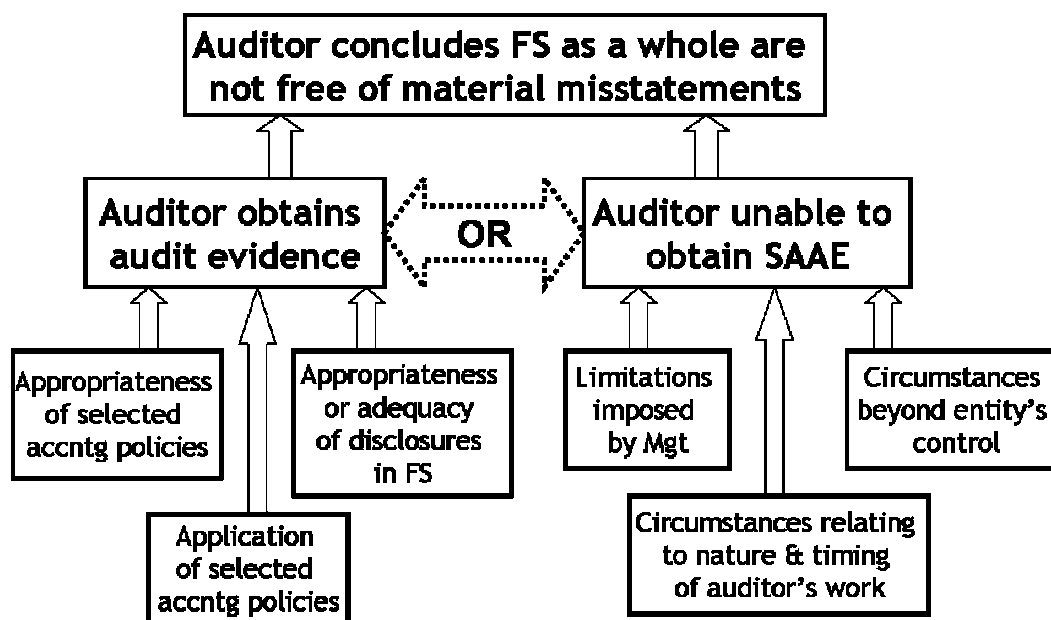 Auditor concludes FS as a whole are
not free of material misstatements
Auditor obtains
audit evidence
OR
Auditor unable to
obtain SAAE
Appropriateness
of selected
accntg policies
Appropriateness
or adequacy
of disclosures
in FS
Limitations
imposed
by Mgt
Circumstances
beyond entity's
control
Application
of selected
accntg policies
Circumstances relating
to nature & timing
of auditor's work